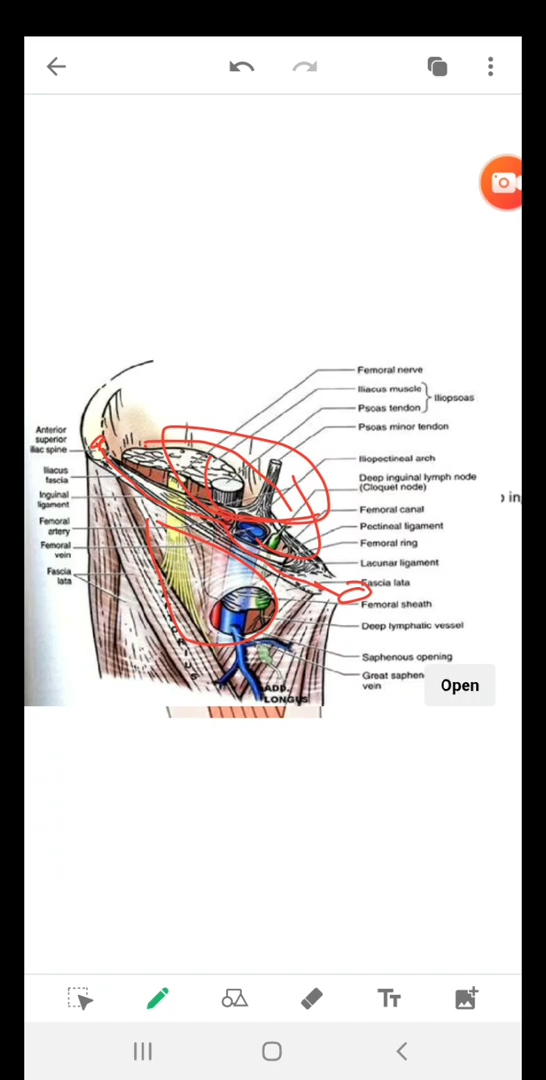 Femoral nerve
Iliacus muscle
Iliopsoas
Psoas tendon
Psoas minor tendon
Anterior
superior
iliac spine
Iliopectineal arch
Iliacus
fascia
Deep inguinal lymph node
(Cloquet node)
Inguinal
ligament
in
Femoral canal
Femoral
artery
Pectineal ligament
Femoral ring
Femoral
vein
Lacunar ligament
Fascia
lata
Fascia lata
Femoral sheath
Deep lymphatic vessel
Saphenous opening
Great saphen
vein
Open
ADD.
LONGUS
TT